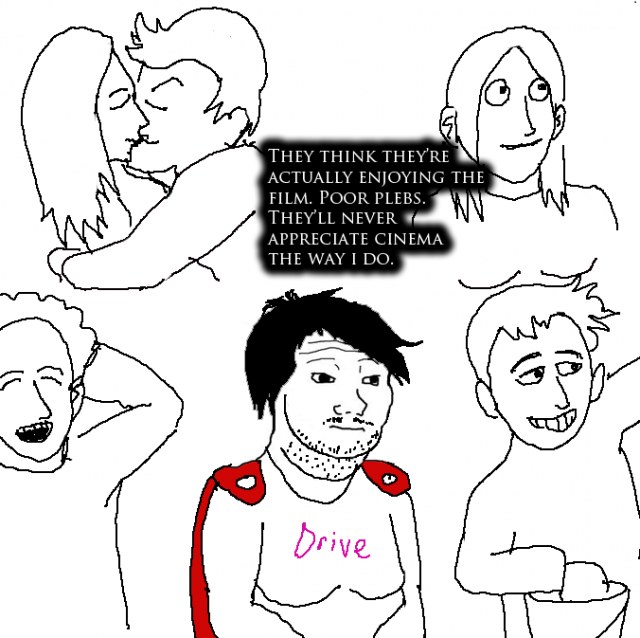 They think they're
actually enjoying the
film. Poor plebs.
They'll never
appreciate cinema
the way I do.
Drive